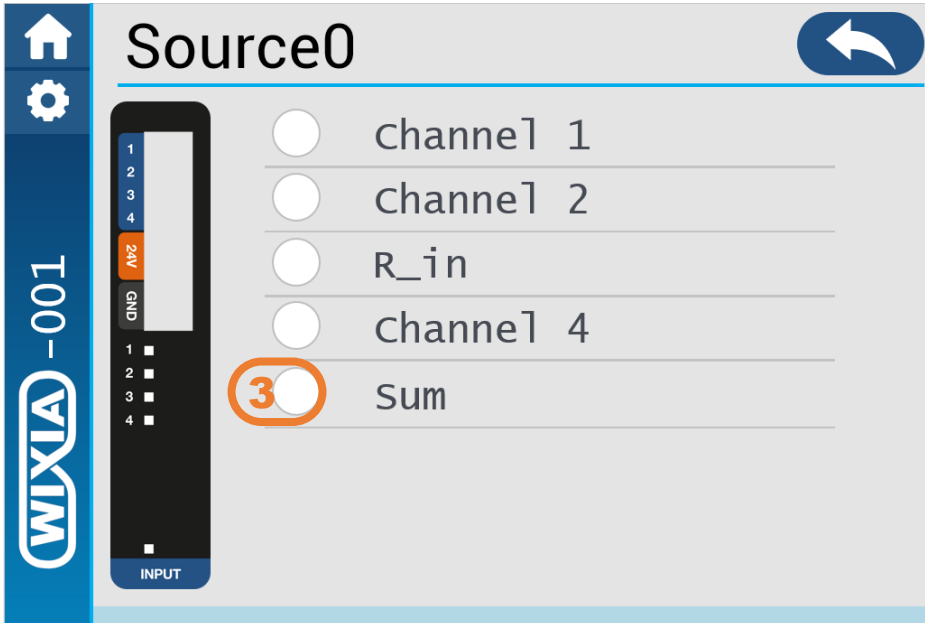 Source0
WIXIA-001
1
2
3
4
24V
GND
1
2
3
4
INPUT
Channel 1
Channel 2
R_in
Channel 4
3
Sum